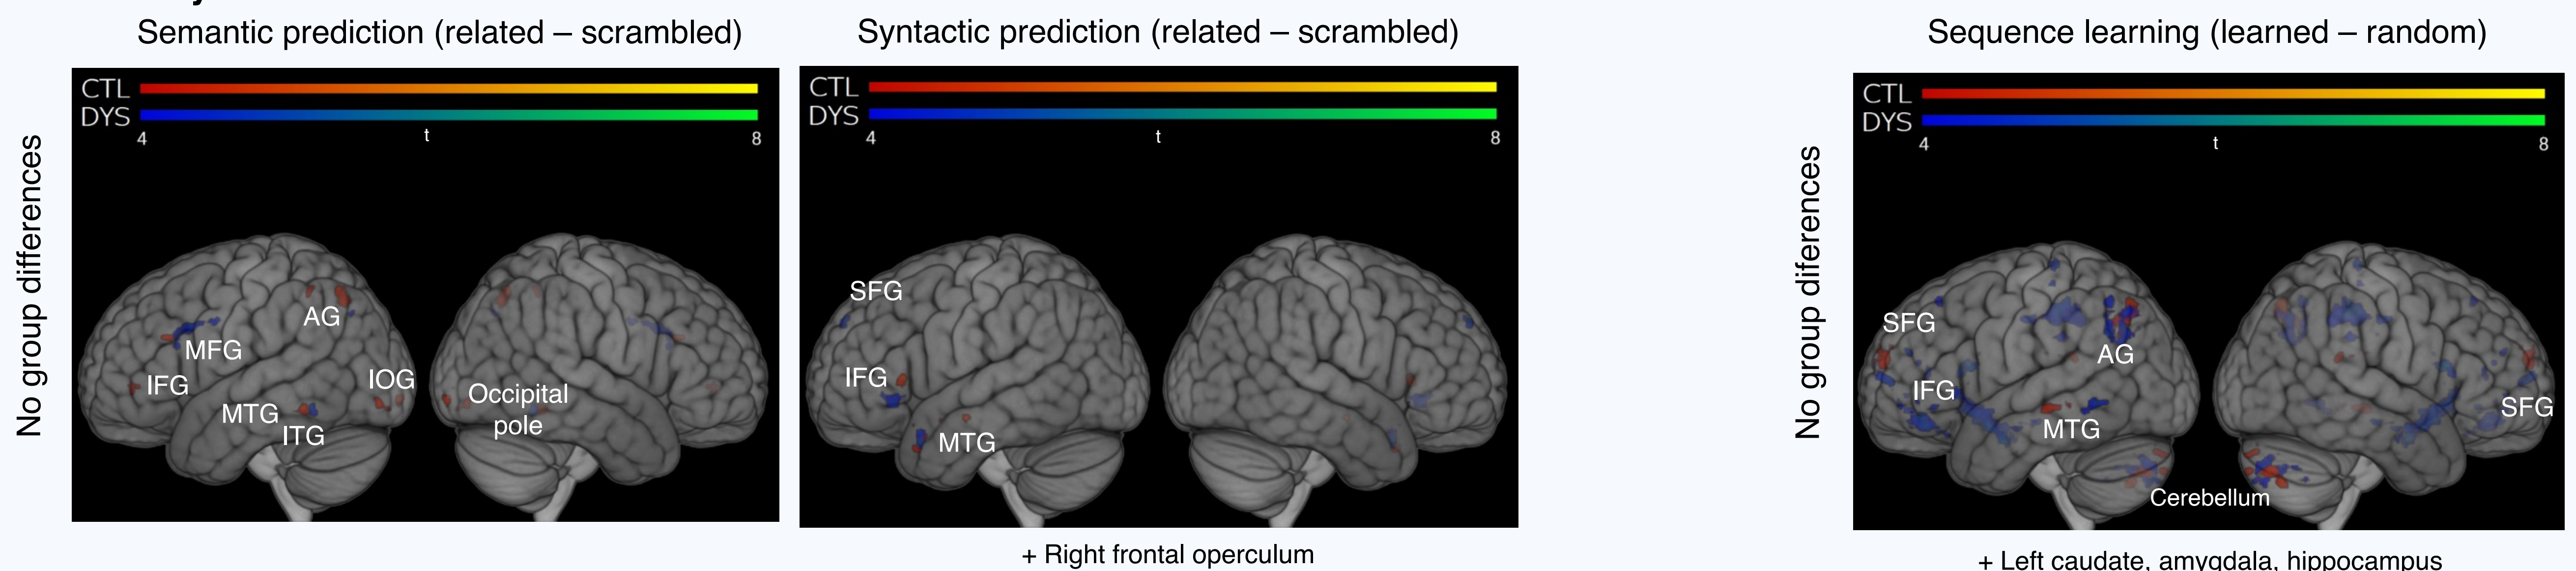 Semantic prediction (related – scrambled)
No group differences
CTL
DYS
4
t
8
AG
MFG
IFG
IOG
MTG
ITG
Occipital
pole
Syntactic prediction (related – scrambled)
CTL
DYS
4
t
8
SFG
IFG
MTG
+ Right frontal operculum
Sequence learning (learned – random)
No group diferences
CTL
DYS
4
t
8
SFG
AG
IFG
SFG
MTG
Cerebellum
+ Left caudate, amygdala, hippocampus